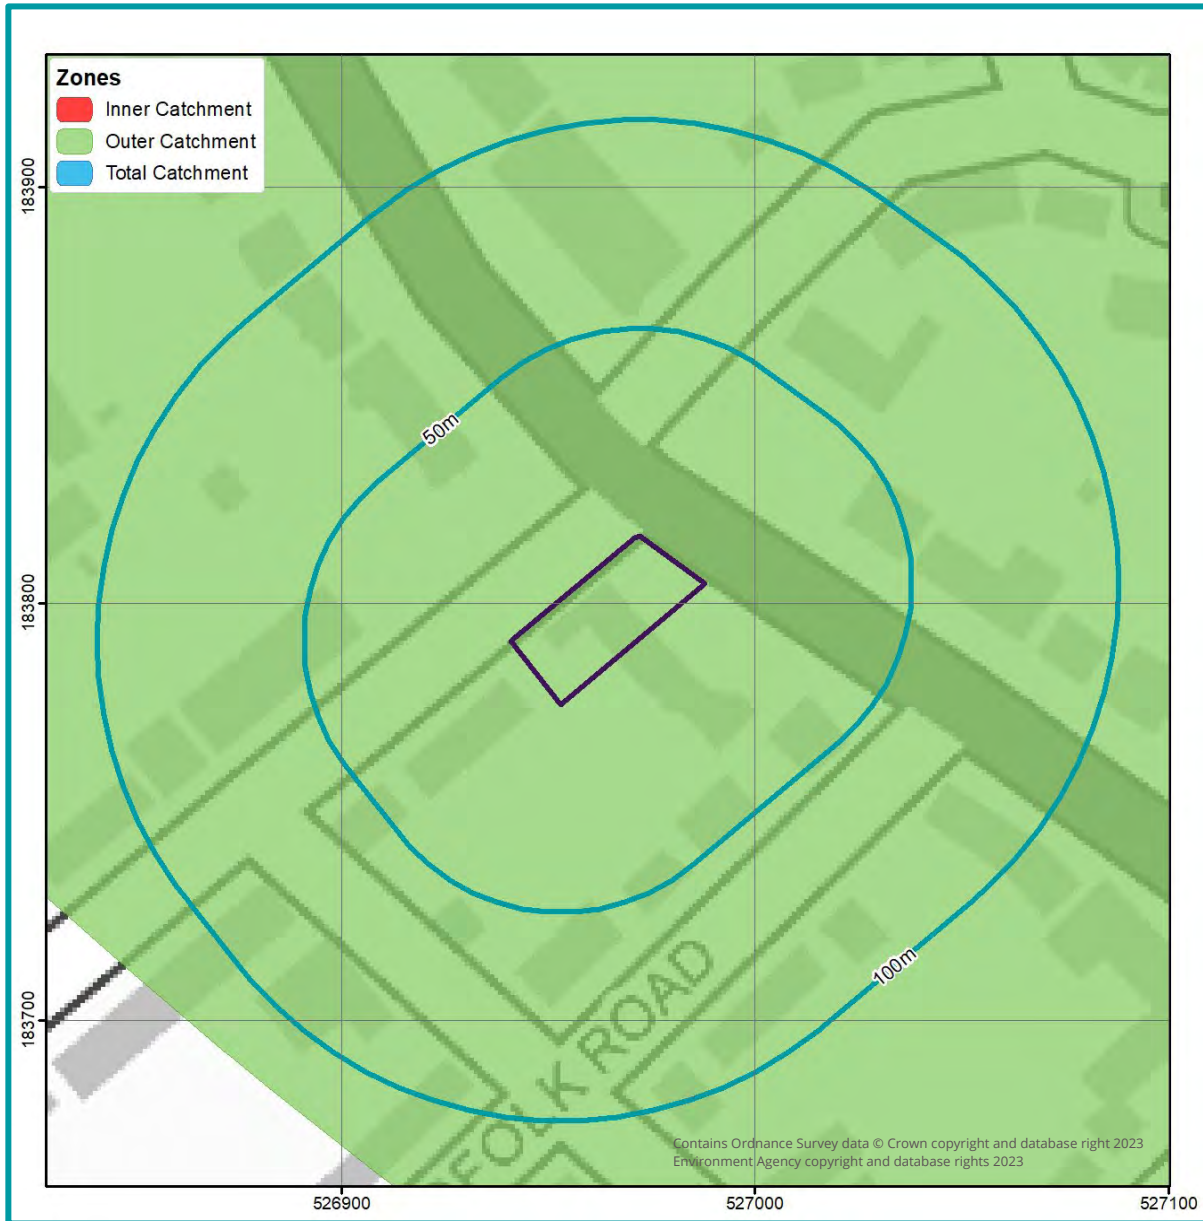 Zones
Inner Catchment
Outer Catchment
Total Catchment
183900
50m
183800
100m
183700
ROAD
Contains Ordnance Survey data © Crown copyright and database right 2023
Environment Agency copyright and database rights 2023
526900
527000
527100